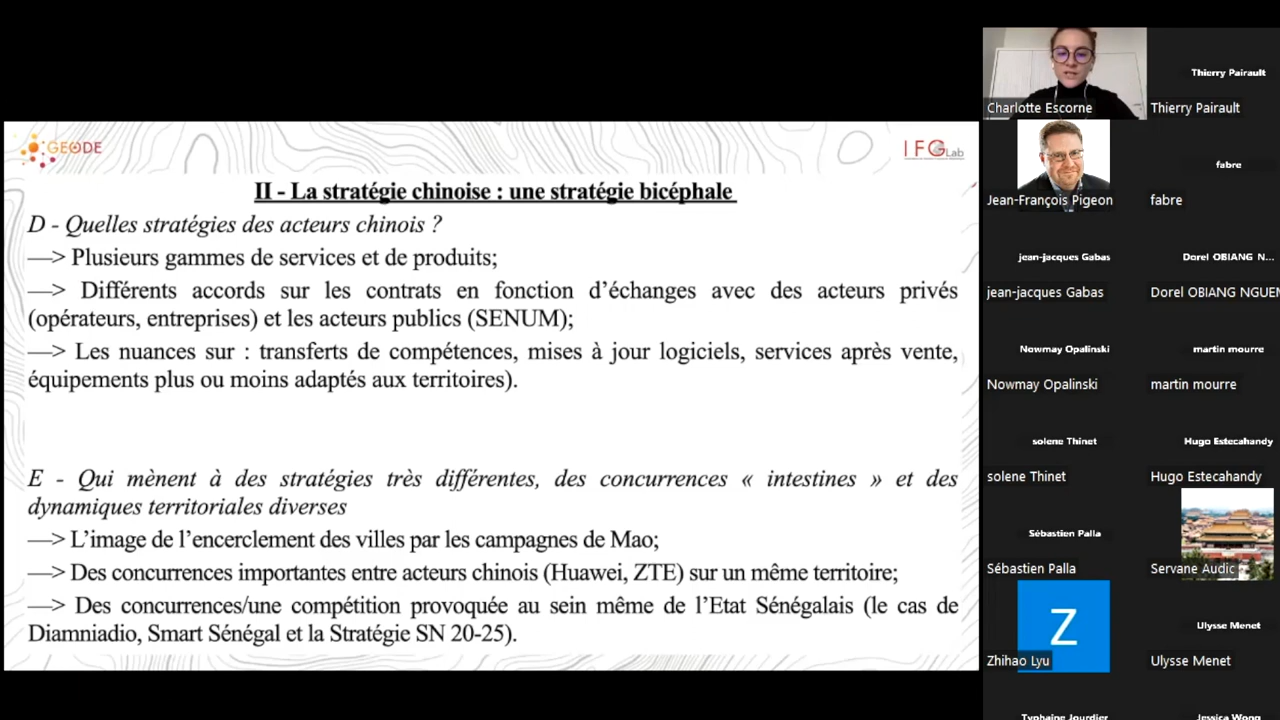 GEODE
IFG Lab
II - La stratégie chinoise : une stratégie bicéphale
D - Quelles stratégies des acteurs chinois ?
—> Plusieurs gammes de services et de produits;
—> Différents accords sur les contrats en fonction d’échanges avec des acteurs privés
(opérateurs, entreprises) et les acteurs publics (SENUM);
—> Les nuances sur : transferts de compétences, mises à jour logiciels, services après vente,
équipements plus ou moins adaptés aux territoires).
E - Qui mènent à des stratégies très différentes, des concurrences « intestines » et des
dynamiques territoriales diverses
—> L’image de l’encerclement des villes par les campagnes de Mao;
—> Des concurrences importantes entre acteurs chinois (Huawei, ZTE) sur un même territoire;
—> Des concurrences/une compétition provoquée au sein même de l’Etat Sénégalais (le cas de
Diamniadio, Smart Sénégal et la Stratégie SN 20-25).
Charlotte Escorne
Thierry Pairault
Thierry Pairault
Jean-François Pigeon
fabre
fabre
jean-jacques Gabas
jean-jacques Gabas
Dorel OBIANG N...
Dorel OBIANG NGUEM
Nowmay Opalinski
Nowmay Opalinski
martin mourre
martin mourre
solene Thinet
solene Thinet
Hugo Estecahandy
Hugo Estecahandy
Sébastien Palla
Sébastien Palla
Servane Audic
Z
Zhihao Lyu
Ulysse Menet
Ulysse Menet
Typhaine Jourdier
Jessica Wong